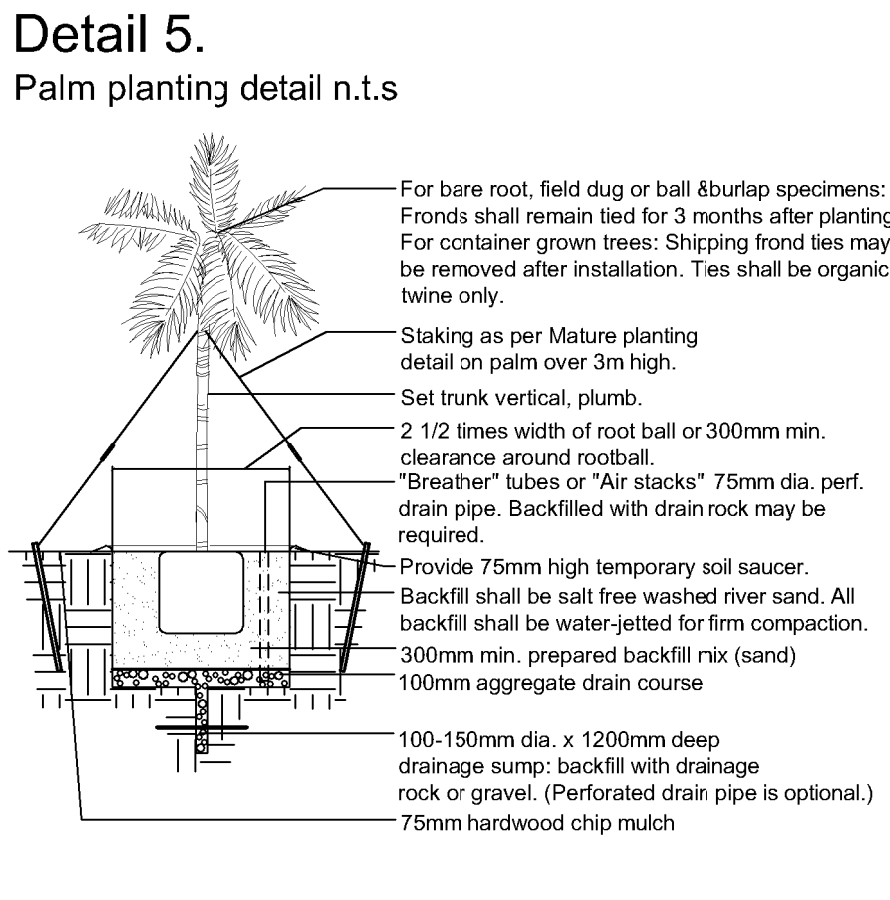 Detail 5.
Palm planting detail n.t.s
For bare root, field dug or ball &burlap specimens:
Fronds shall remain tied for 3 months after planting
For container grown trees: Shipping frond ties may
be removed after installation. Ties shall be organic
twine only.
Staking as per Mature planting
detail on palm over 3m high.
Set trunk vertical, plumb.
2 1/2 times width of root ball or 300mm min.
clearance around rootball.
"Breather" tubes or "Air stacks" 75mm dia. perf.
drain pipe. Backfilled with drain rock may be
required.
Provide 75mm high temporary soil saucer.
Backfill shall be salt free washed river sand. All
backfill shall be water-jetted for firm compaction.
300mm min. prepared backfill mix (sand)
100mm aggregate drain course
100-150mm dia. x 1200mm deep
drainage sump: backfill with drainage
rock or gravel. (Perforated drain pipe is optional.)
75mm hardwood chip mulch